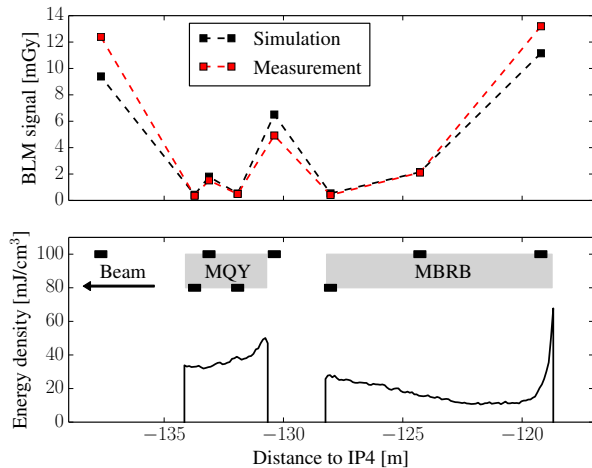 14
12
10
8
6
4
2
0
BLM signal [mGy]
Simulation
Measurement
100
80
60
40
20
0
Energy density [mJ/cm³]
Beam
MQY
MBRB
−135 −130 −125 −120
Distance to IP4 [m]